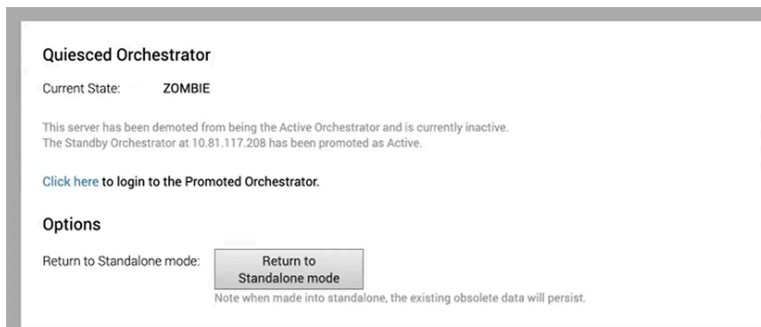 Quiesced Orchestrator
Current State: ZOMBIE
This server has been demoted from being the Active Orchestrator and is currently inactive.
The Standby Orchestrator at 10.81.117.208 has been promoted as Active.
Click here to login to the Promoted Orchestrator.
Options
Return to Standalone mode: Return to
Standalone mode
Note when made into standalone, the existing obsolete data will persist.